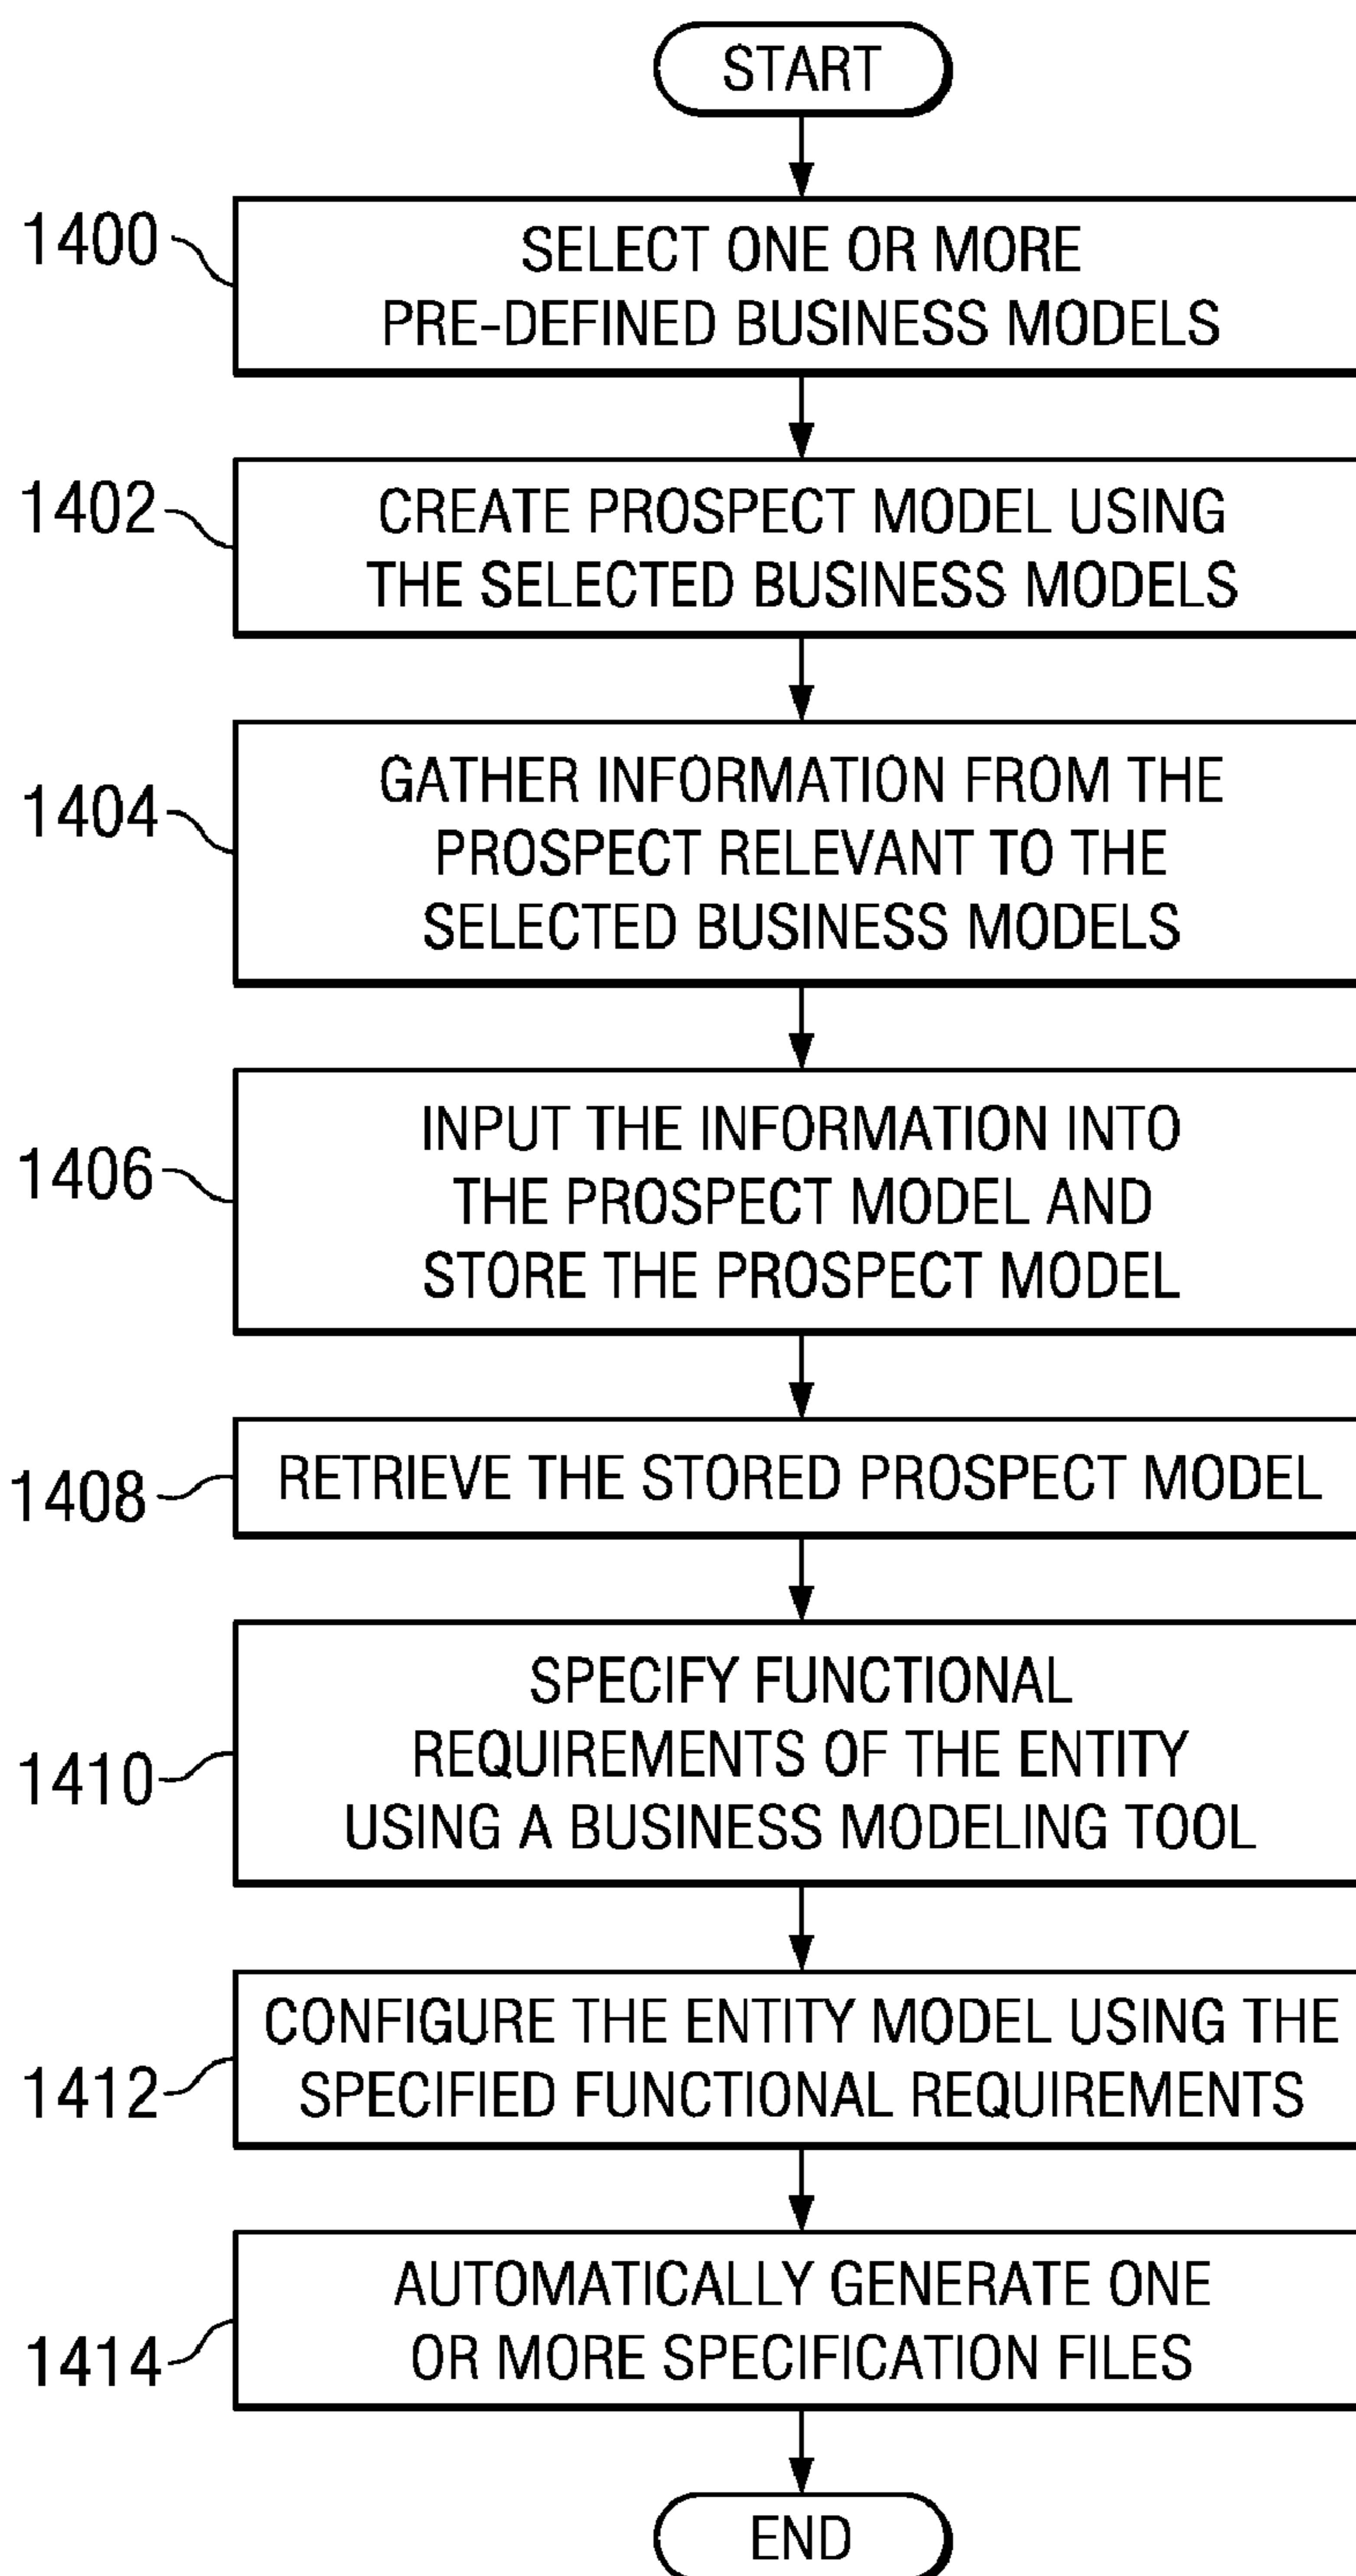 START
1400
SELECT ONE OR MORE
PRE-DEFINED BUSINESS MODELS
1402
CREATE PROSPECT MODEL USING
THE SELECTED BUSINESS MODELS
1404
GATHER INFORMATION FROM THE
PROSPECT RELEVANT TO THE
SELECTED BUSINESS MODELS
1406
INPUT THE INFORMATION INTO
THE PROSPECT MODEL AND
STORE THE PROSPECT MODEL
1408
RETRIEVE THE STORED PROSPECT MODEL
1410
SPECIFY FUNCTIONAL
REQUIREMENTS OF THE ENTITY
USING A BUSINESS MODELING TOOL
1412
CONFIGURE THE ENTITY MODEL USING THE
SPECIFIED FUNCTIONAL REQUIREMENTS
1414
AUTOMATICALLY GENERATE ONE
OR MORE SPECIFICATION FILES
END